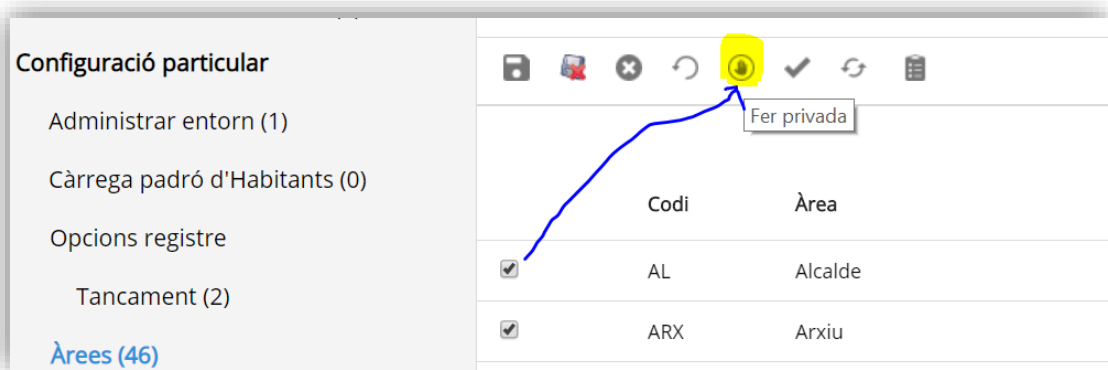 Configuració particular
Administrar entorn (1)
Càrrega padró d'Habitants (0)
Opcions registre
Tancament (2)
Àrees (46)
Fer privada
Codi Àrea
AL Alcalde
ARX Arxiu